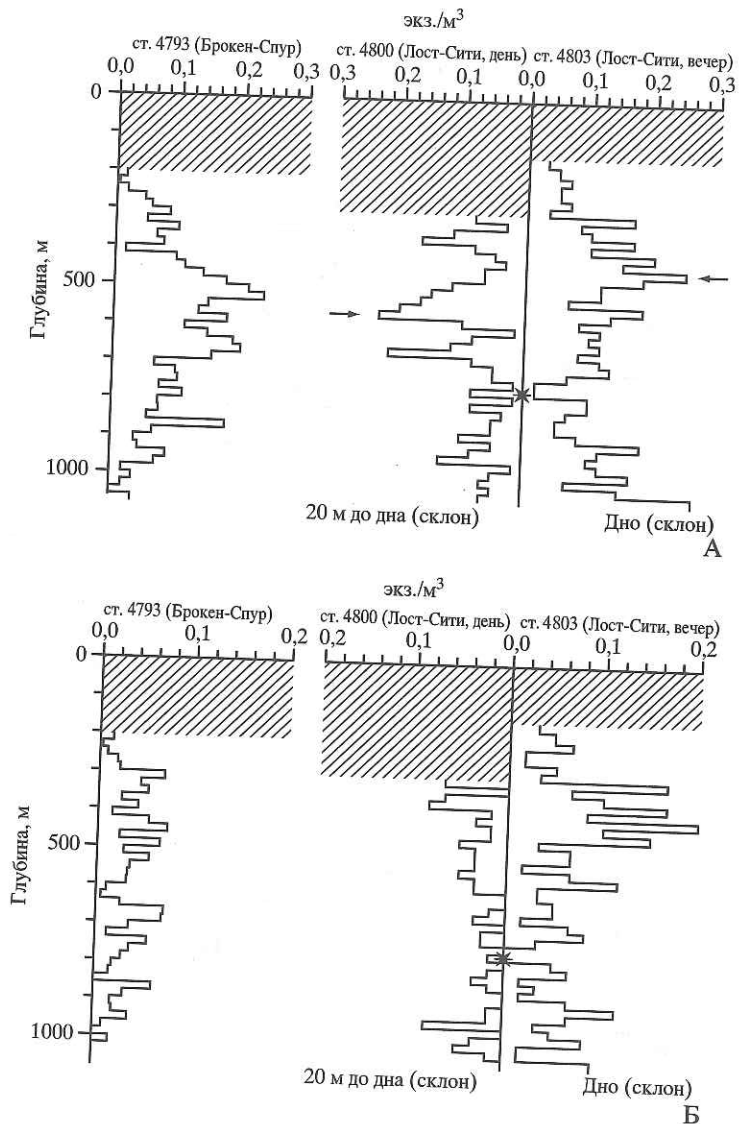 экз./м³
ст. 4793 (Брокен-Спур) ст. 4800 (Лост-Сити, день) ст. 4803 (Лост-Сити, вечер)
0,0 0,1 0,2 0,3 0,3 0,2 0,1 0,0 0,1 0,2 0,3
0
500
1000
Глубина, м
20 м до дна (склон) Дно (склон)
А
экз./м³
ст. 4793 (Брокен-Спур) ст. 4800 (Лост-Сити, день) ст. 4803 (Лост-Сити, вечер)
0,0 0,1 0,2 0,2 0,1 0,0 0,1 0,2
0
500
1000
Глубина, м
20 м до дна (склон) Дно (склон)
Б